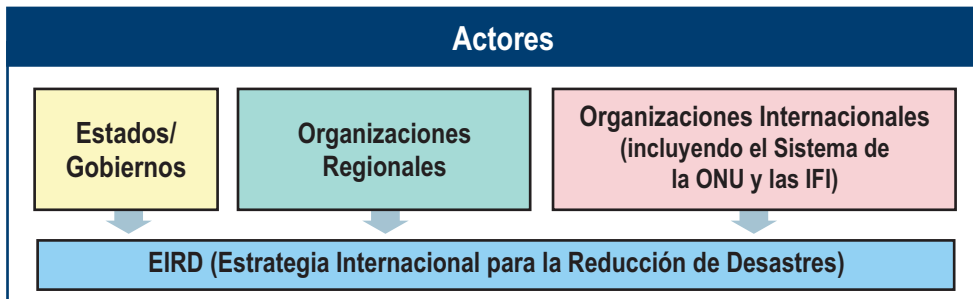 Actores
Estados/
Gobiernos
Organizaciones
Regionales
Organizaciones Internacionales
(incluyendo el Sistema de
la ONU y las IFI)
EIRD (Estrategia Internacional para la Reducción de Desastres)